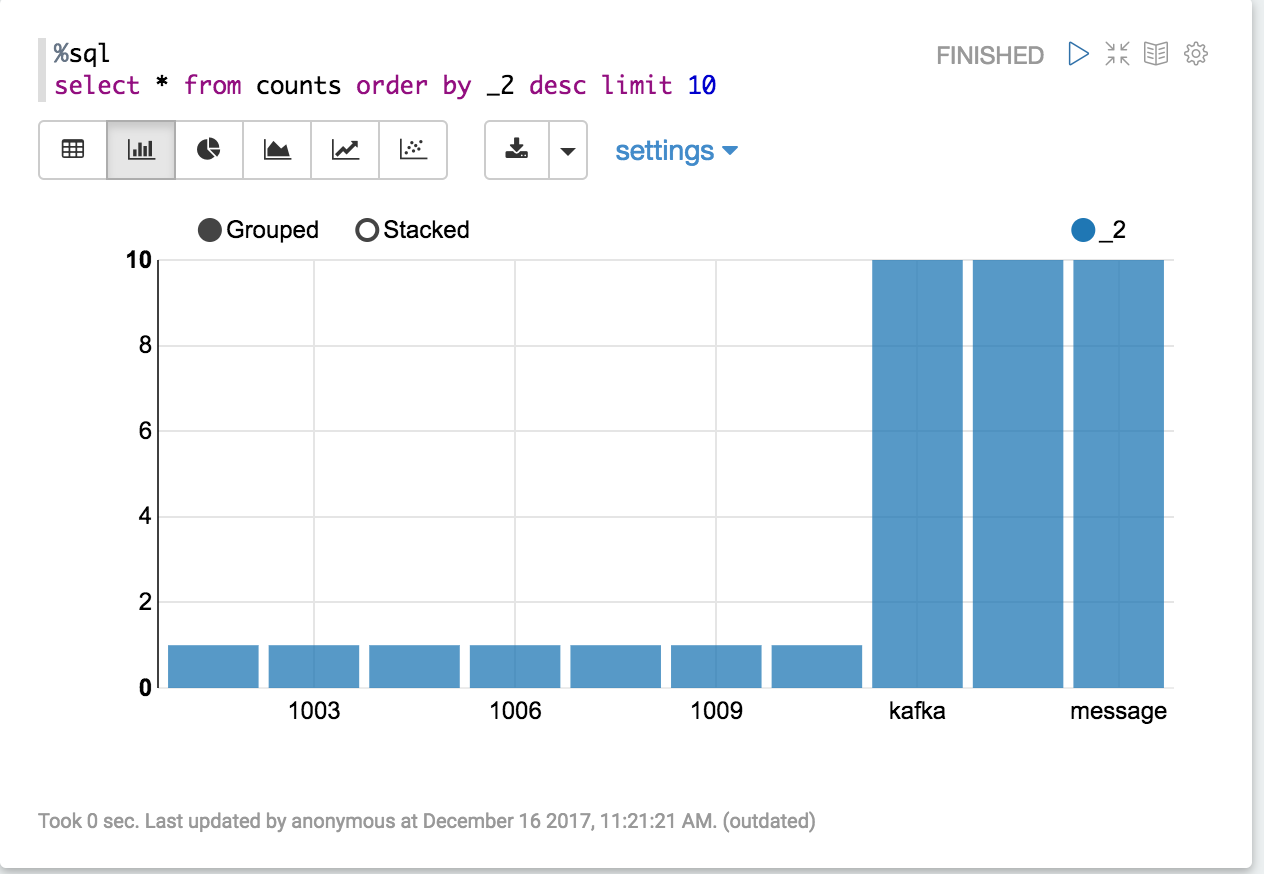 %sql
FINISHED
select * from counts order by _2 desc limit 10
settings
Grouped
Stacked
_2
10
8
6
4
2
0
1003
1006
1009
kafka
message
Took 0 sec. Last updated by anonymous at December 16 2017, 11:21:21 AM. (outdated)